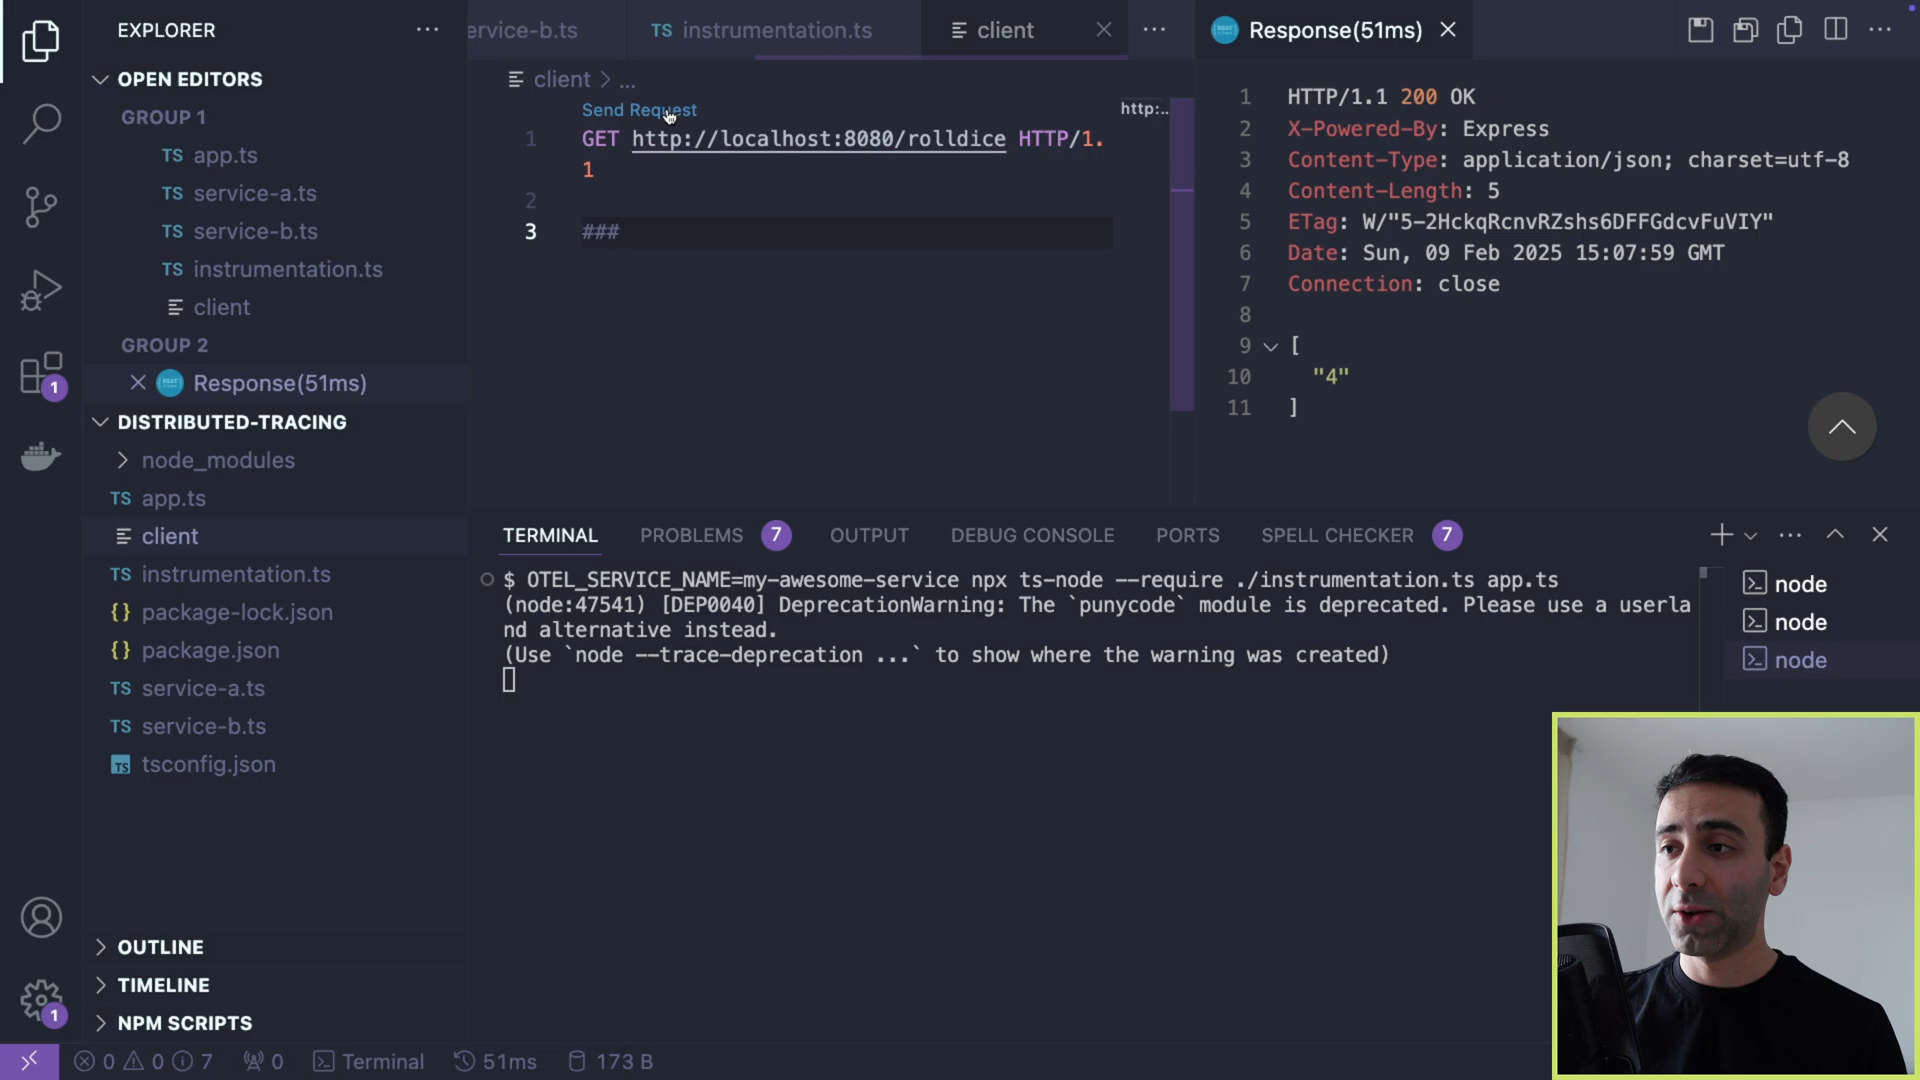 EXPLORER
OPEN EDITORS
GROUP 1
TS app.ts
TS service-a.ts
TS service-b.ts
TS instrumentation.ts
client
GROUP 2
Response(51ms)
DISTRIBUTED-TRACING
node_modules
TS app.ts
client
TS instrumentation.ts
{} package-lock.json
{} package.json
TS service-a.ts
TS service-b.ts
TS tsconfig.json
OUTLINE
TIMELINE
NPM SCRIPTS
1
1
ervice-b.ts
TS instrumentation.ts
client
client > ...
Send Request
http:..
1 GET http://localhost:8080/rolldice HTTP/1.
1
2
3 ###
Response(51ms)
1 HTTP/1.1 200 OK
2 X-Powered-By: Express
3 Content-Type: application/json; charset=utf-8
4 Content-Length: 5
5 ETag: W/"5-2HckqRcnvRZshs6DFFGdcvFuVIY"
6 Date: Sun, 09 Feb 2025 15:07:59 GMT
7 Connection: close
8
9 [
10 "4"
11 ]
TERMINAL PROBLEMS 7 OUTPUT DEBUG CONSOLE PORTS SPELL CHECKER 7
$ OTEL_SERVICE_NAME=my-awesome-service npx ts-node --require ./instrumentation.ts app.ts
(node:47541) [DEP0040] DeprecationWarning: The `punycode` module is deprecated. Please use a userla
nd alternative instead.
(Use `node --trace-deprecation ...` to show where the warning was created)
node
node
node
0 0 7 0 Terminal 51ms 173 B